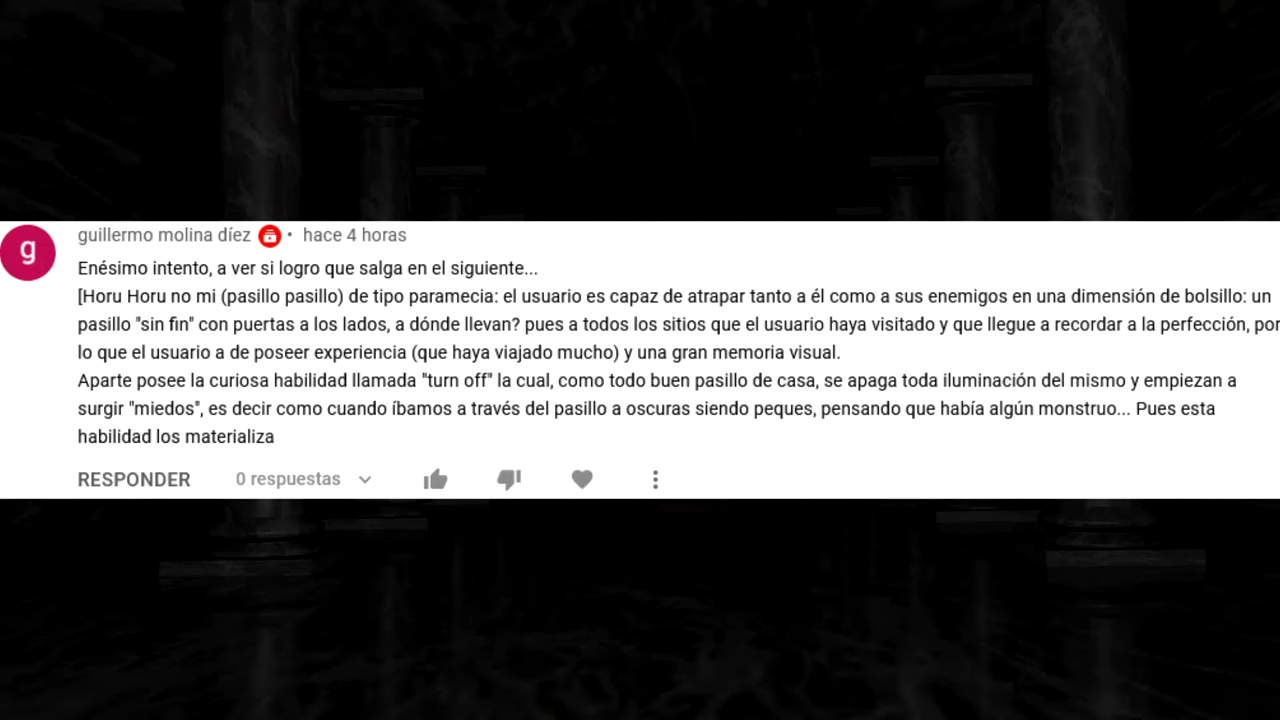 g
guillermo molina díez • hace 4 horas
Enésimo intento, a ver si logro que salga en el siguiente...
[Horu Horu no mi (pasillo pasillo) de tipo paramecia: el usuario es capaz de atrapar tanto a él como a sus enemigos en una dimensión de bolsillo: un
pasillo "sin fin" con puertas a los lados, a dónde llevan? pues a todos los sitios que el usuario haya visitado y que llegue a recordar a la perfección, por
lo que el usuario a de poseer experiencia (que haya viajado mucho) y una gran memoria visual.
Aparte posee la curiosa habilidad llamada "turn off" la cual, como todo buen pasillo de casa, se apaga toda iluminación del mismo y empiezan a
surgir "miedos", es decir como cuando íbamos a través del pasillo a oscuras siendo peques, pensando que había algún monstruo... Pues esta
habilidad los materializa
RESPONDER 0 respuestas